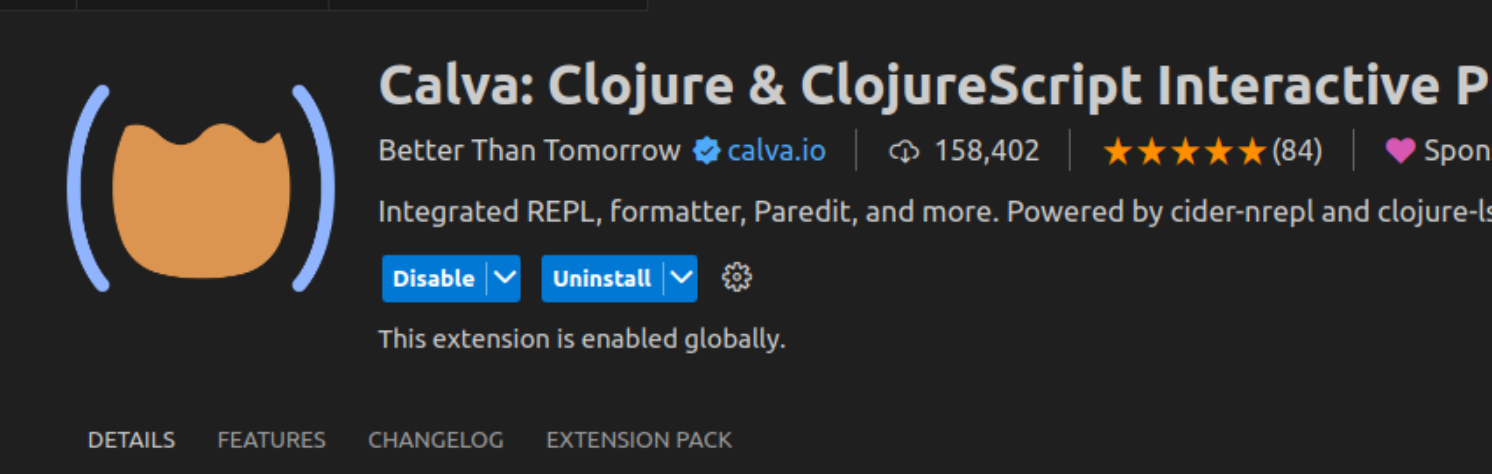 Calva: Clojure & ClojureScript Interactive P
Better Than Tomorrow calva.io 158,402 (84) Spon
Integrated REPL, formatter, Paredit, and more. Powered by cider-nrepl and clojure-ls
Disable Uninstall
This extension is enabled globally.
DETAILS FEATURES CHANGELOG EXTENSION PACK